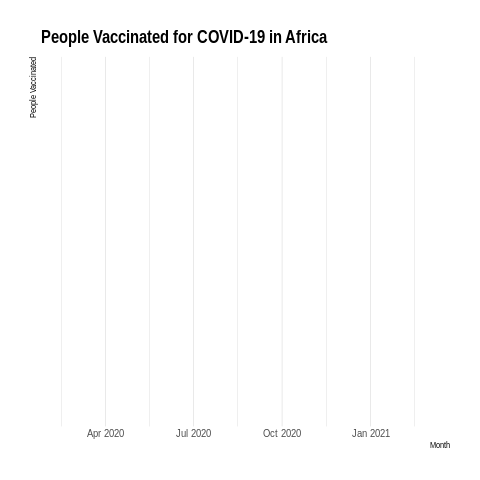 People Vaccinated for COVID-19 in Africa
People Vaccinated
Apr 2020
Jul 2020
Oct 2020
Jan 2021
Month